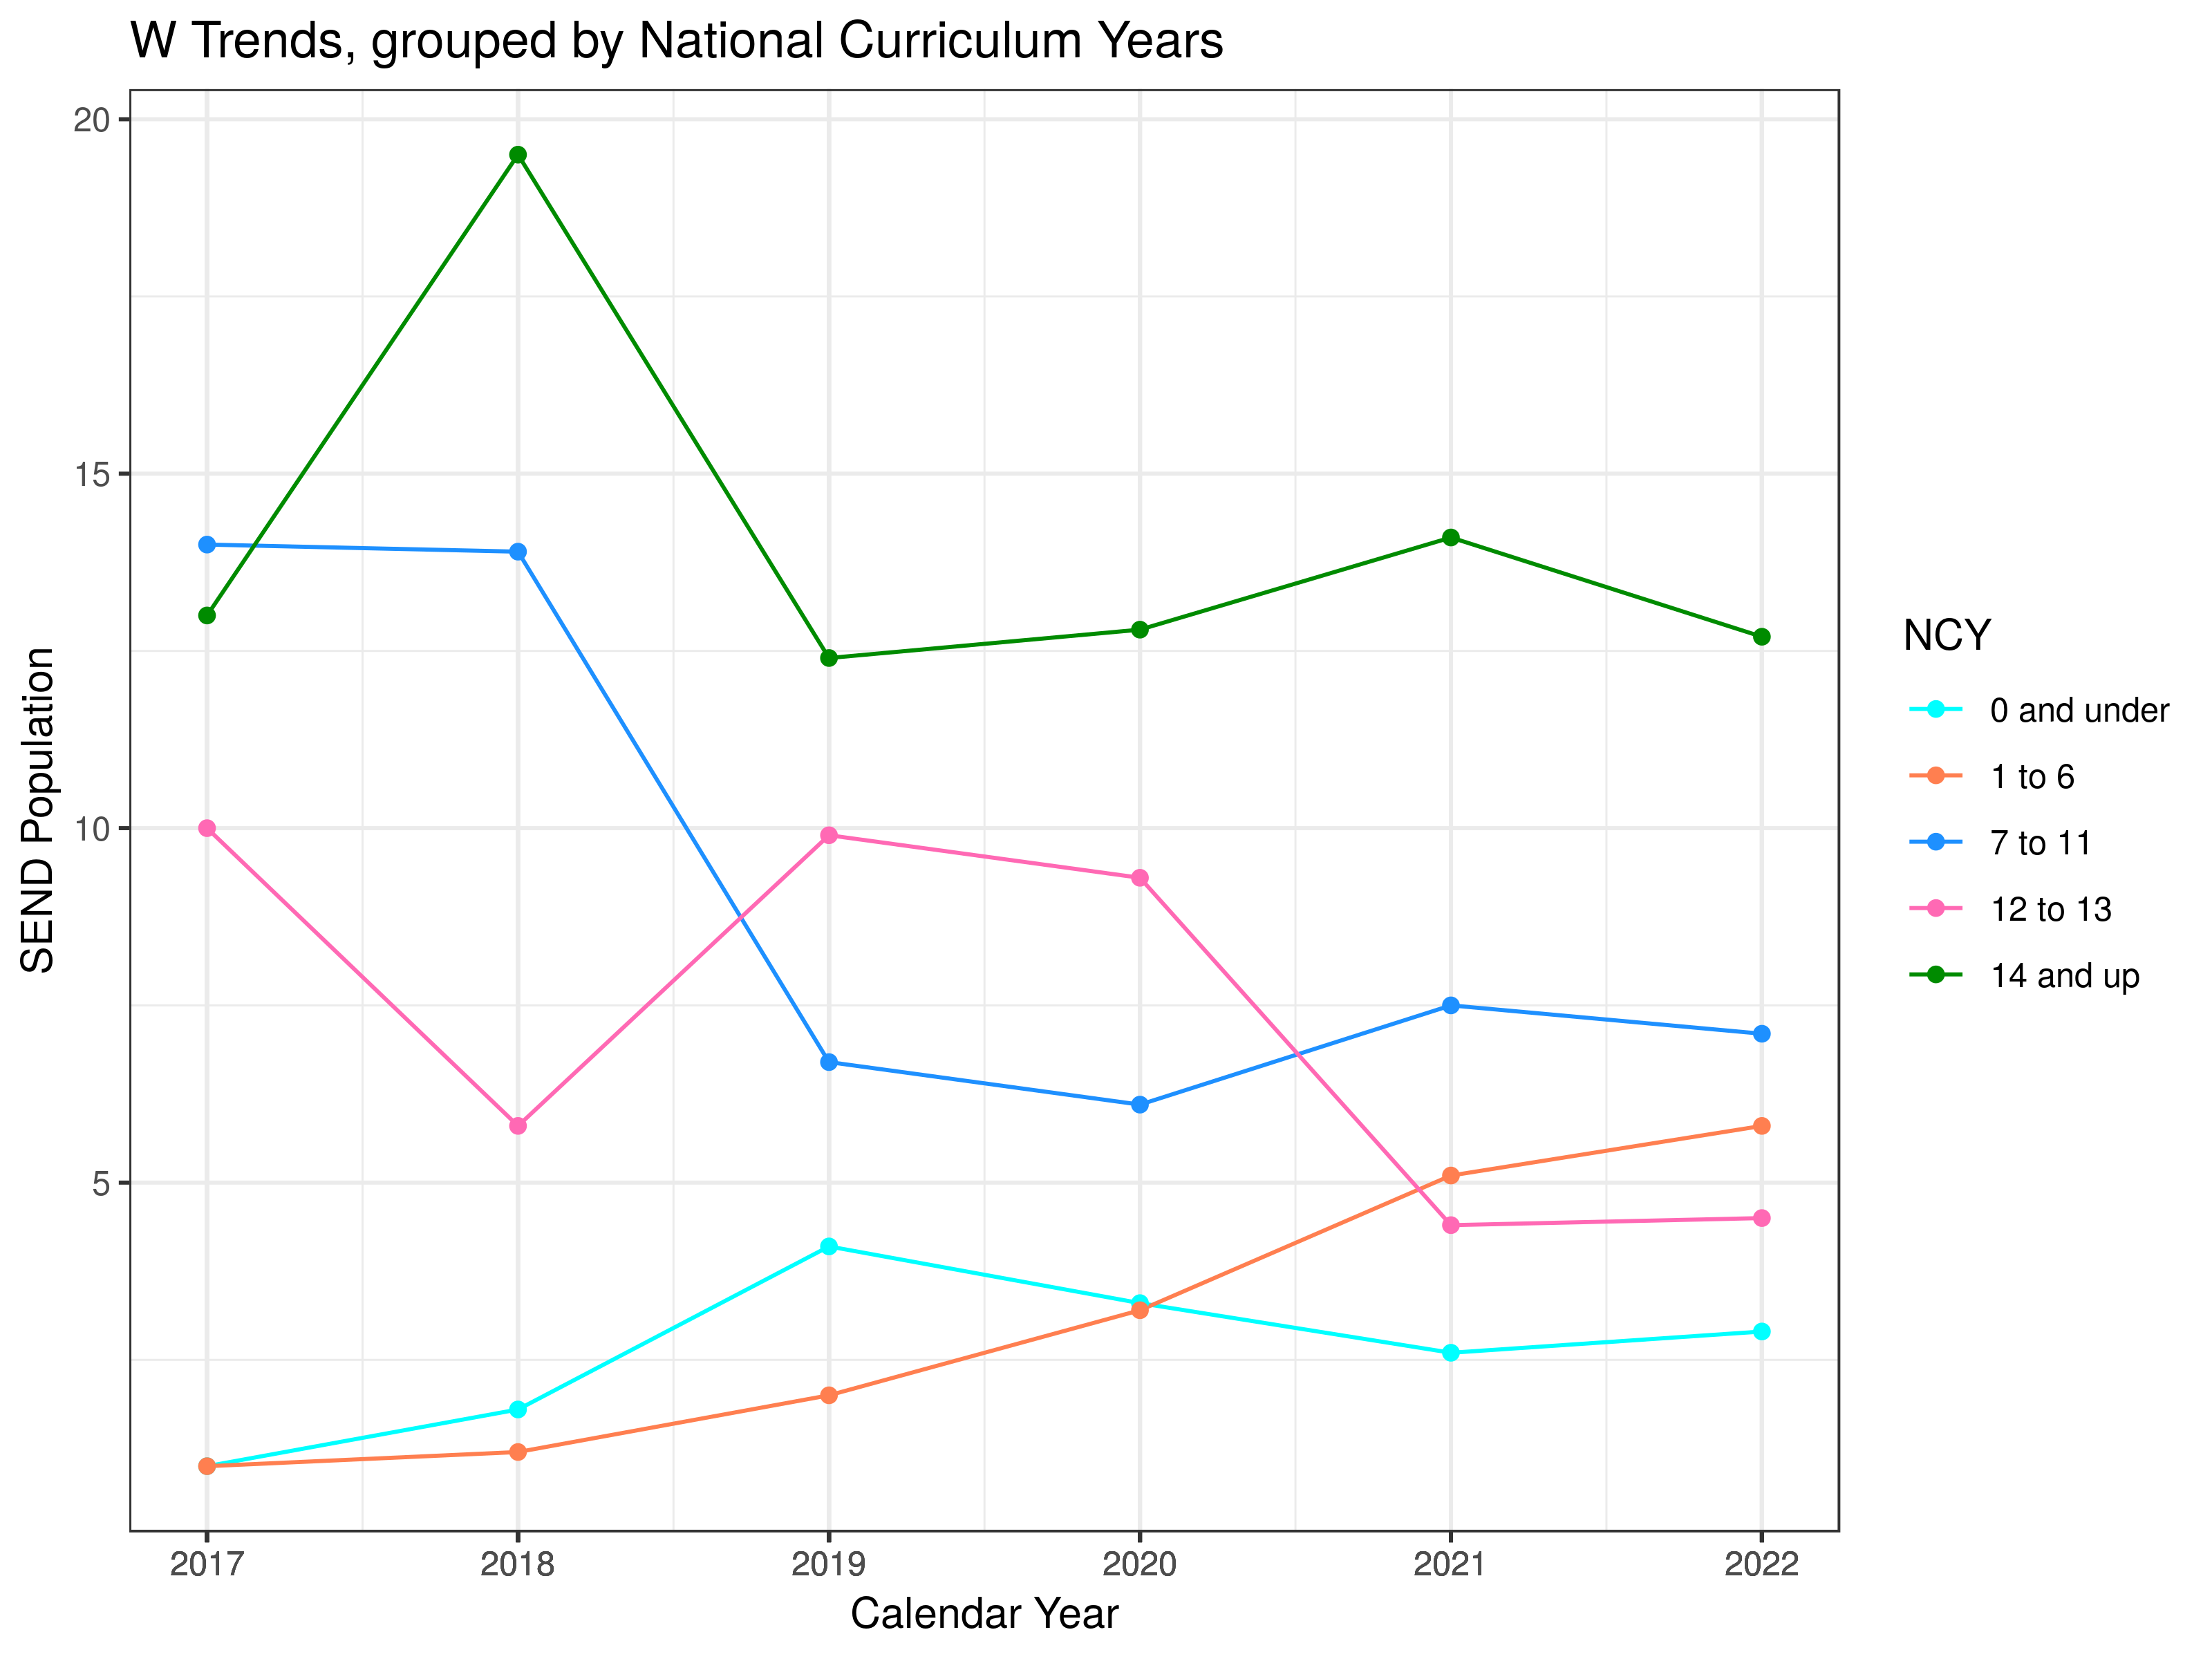 W Trends, grouped by National Curriculum Years
SEND Population
20
15
10
5
2017 2018 2019 2020 2021 2022
Calendar Year
NCY
0 and under
1 to 6
7 to 11
12 to 13
14 and up